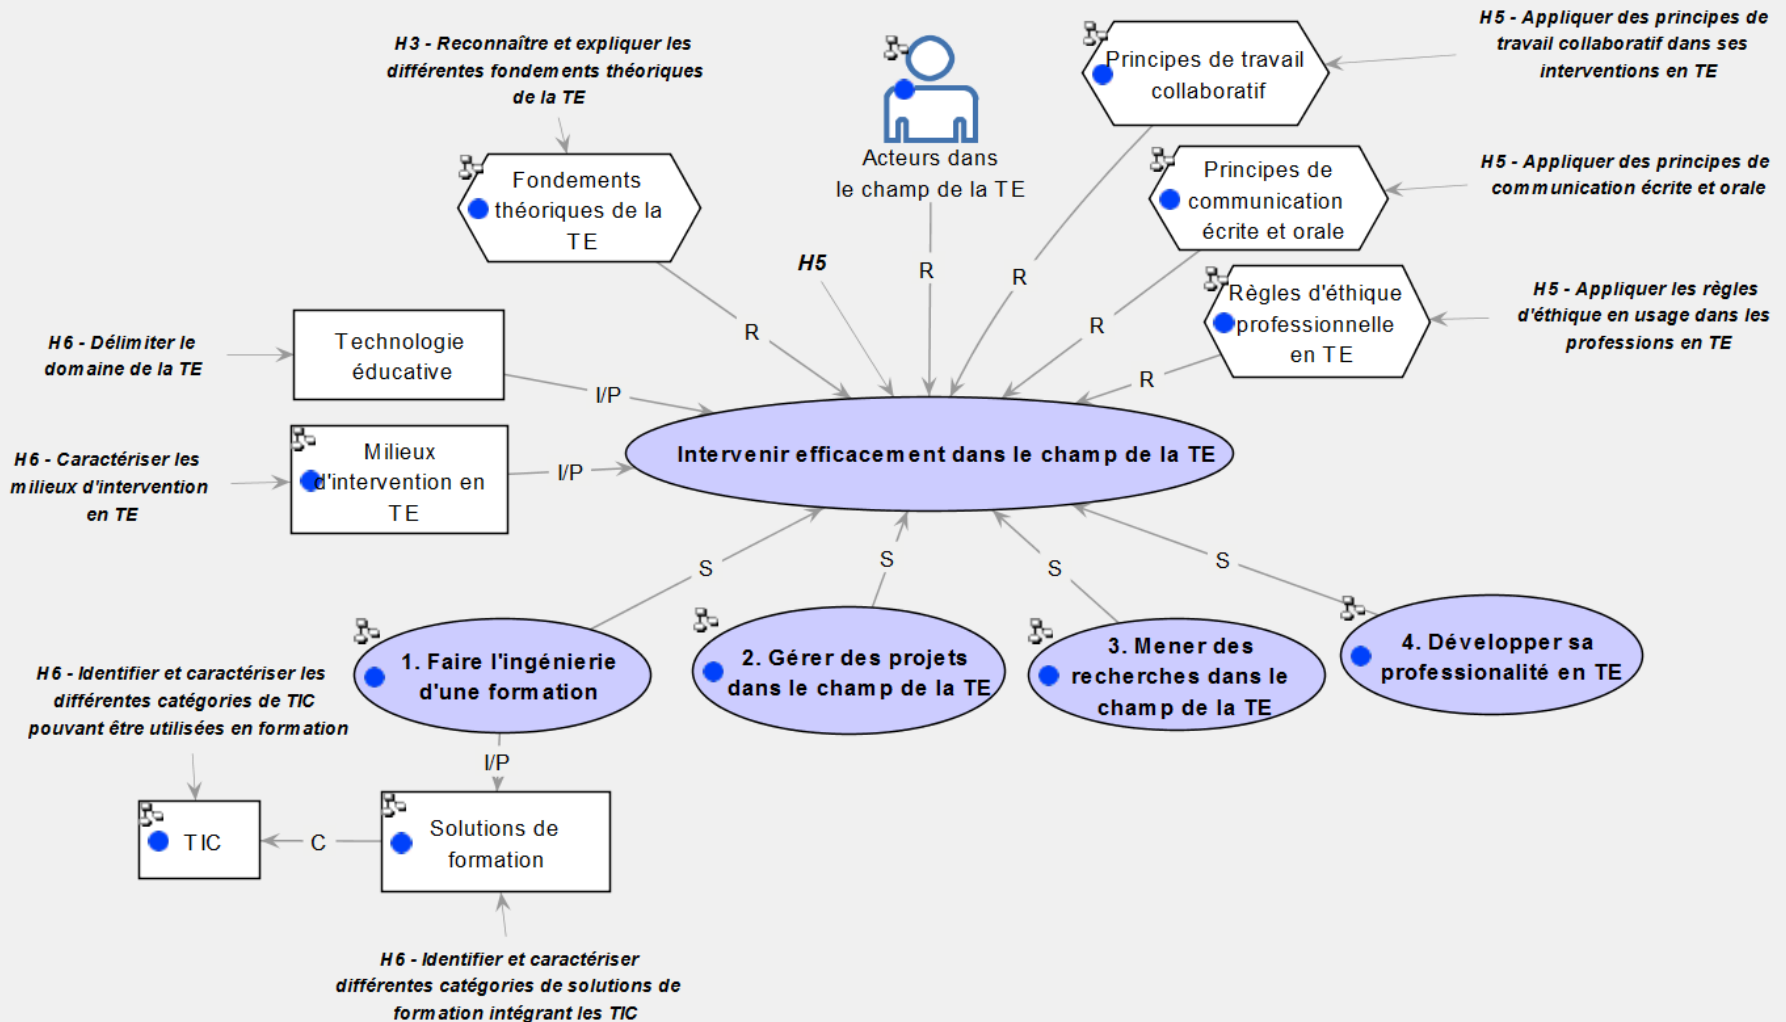 H3 - Reconnaître et expliquer les
différentes fondements théoriques
de la TE
Fondements
théoriques de la
TE
Acteurs dans
le champ de la TE
Principes de travail
collaboratif
H5 - Appliquer des principes de
travail collaboratif dans ses
interventions en TE
Principes de
communication
écrite et orale
H5 - Appliquer des principes de
communication écrite et orale
Règles d'éthique
professionnelle
en TE
H5 - Appliquer les règles
d'éthique en usage dans les
professions en TE
H5
R
R
R
R
R
H6 - Délimiter le
domaine de la TE
Technologie
éducative
I/P
H6 - Caractériser les
milieux d'intervention
en TE
Milieux
d'intervention en
TE
I/P
Intervenir efficacement dans le champ de la TE
S
S
S
S
1. Faire l'ingénierie
d'une formation
2. Gérer des projets
dans le champ de la TE
3. Mener des
recherches dans le
champ de la TE
4. Développer sa
professionalité en TE
H6 - Identifier et caractériser les
différentes catégories de TIC
pouvant être utilisées en formation
I/P
TIC
C
Solutions de
formation
H6 - Identifier et caractériser
différentes catégories de solutions de
formation intégrant les TIC